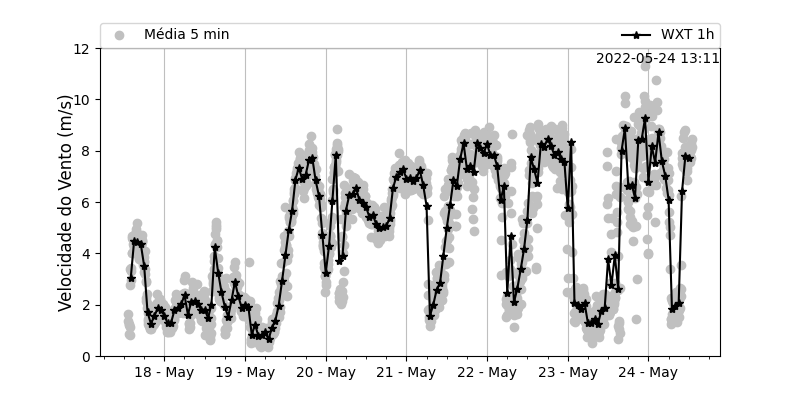 Média 5 min
WXT 1h
2022-05-24 13:11
Velocidade do Vento (m/s)
12
10
8
6
4
2
0
18 - May
19 - May
20 - May
21 - May
22 - May
23 - May
24 - May